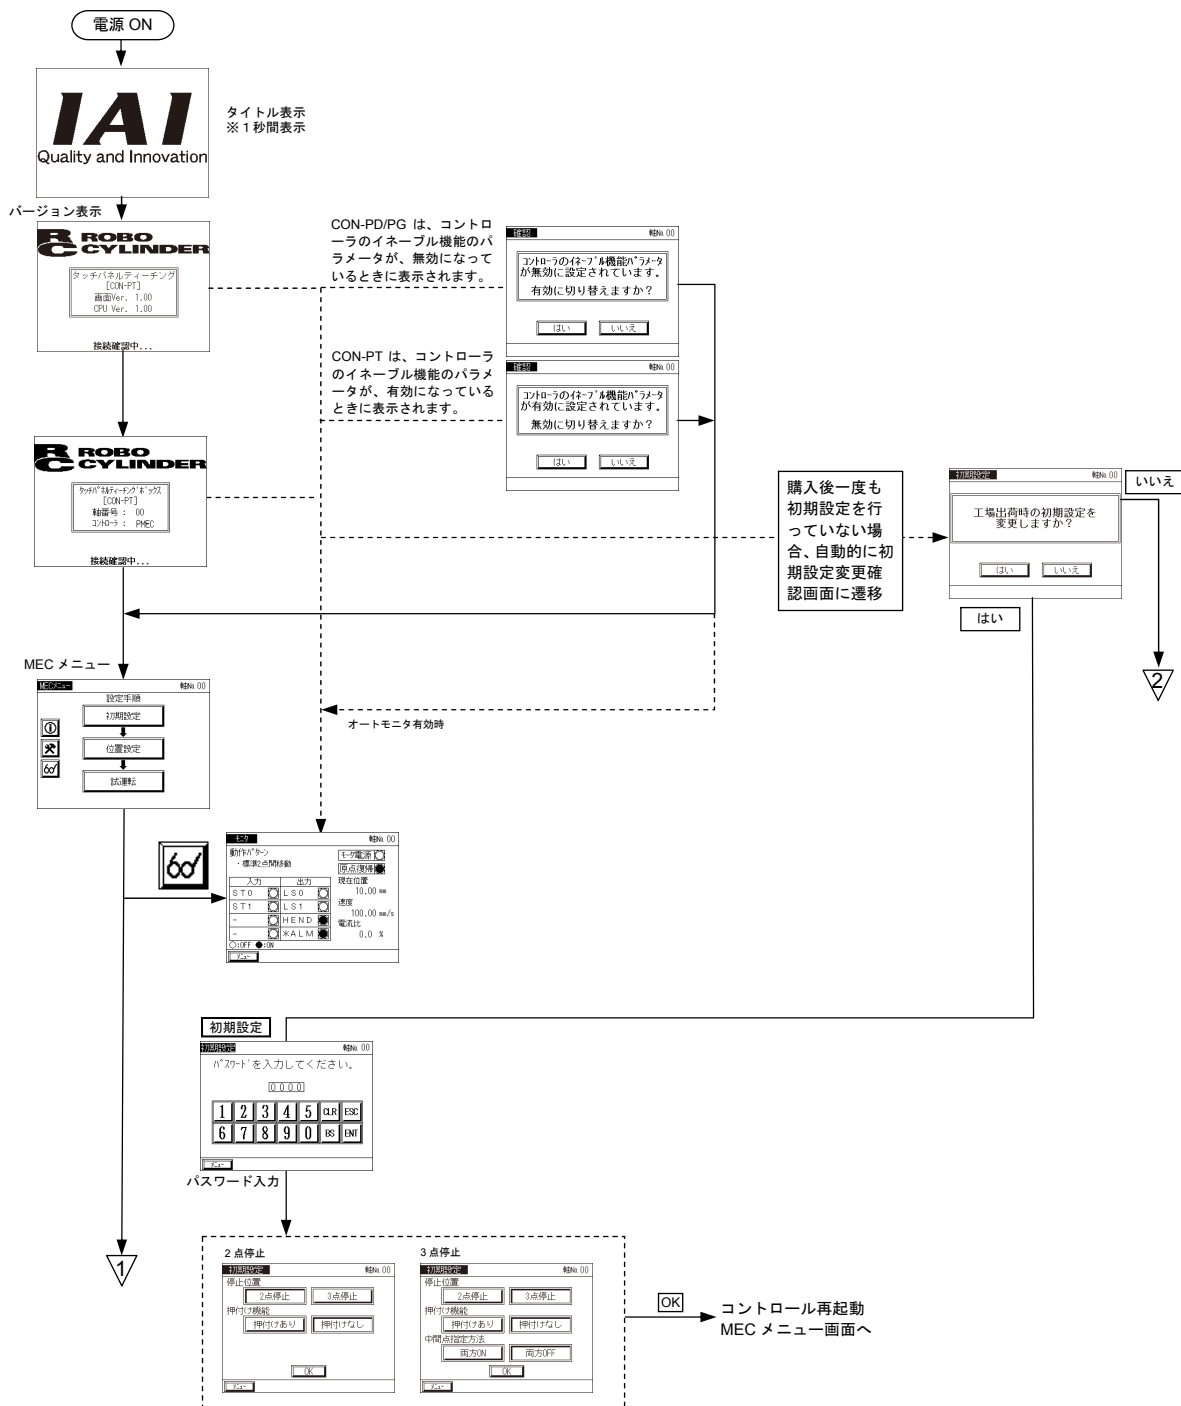 電源 ON
IAI
Quality and Innovation
タイトル表示
※１秒間表示
バージョン表示
RC ROBO
CYLINDER
タッチパネルティーチング
[CON-PT]
画面Ver. 1.00
CPU Ver. 1.00
接続確認中...
CON-PD/PG は、コントロ
ーラのイネーブル機能のパ
ラメータが、無効になって
いるときに表示されます。
確認 軸No. 00
ｺﾝﾄﾛｰﾗのｲﾈｰﾌﾞﾙ機能ﾊﾟﾗﾒｰﾀ
が無効に設定されています。
有効に切り替えますか？
はい いいえ
CON-PT は、コントローラ
のイネーブル機能のパラメ
ータが、有効になっている
ときに表示されます。
確認 軸No. 00
ｺﾝﾄﾛｰﾗのｲﾈｰﾌﾞﾙ機能ﾊﾟﾗﾒｰﾀ
が有効に設定されています。
無効に切り替えますか？
はい いいえ
RC ROBO
CYLINDER
ﾀｯﾁﾊﾟﾈﾙﾃｨｰﾁﾝｸﾞﾎﾞｯｸｽ
[CON-PT]
軸番号 : 00
ｺﾝﾄﾛｰﾗ : PMEC
接続確認中...
購入後一度も
初期設定を行
っていない場
合、自動的に初
期設定変更確
認画面に遷移
初期設定 軸No. 00
工場出荷時の初期設定を
変更しますか？
はい いいえ
いいえ
はい
2
MEC メニュー
MECﾒﾆｭｰ 軸No. 00
設定手順
初期設定
位置設定
試運転
オートモニタ有効時
ﾓﾆﾀ 軸No. 00
動作ﾊﾟﾀｰﾝ
・標準2点間移動
ﾓｰﾀ電源
原点復帰
入力 出力
ST0 LS0
ST1 LS1
- HEND
- *ALM
○:OFF ●:ON
現在位置
10.00 mm
速度
100.00 mm/s
電流比
0.0 %
ﾒﾆｭｰ
初期設定
初期設定 軸No. 00
ﾊﾟｽﾜｰﾄﾞを入力してください。
0000
1 2 3 4 5 CLR ESC
6 7 8 9 0 BS ENT
ﾒﾆｭｰ
パスワード入力
1
2 点停止
初期設定 軸No. 00
停止位置
2点停止 3点停止
押付け機能
押付けあり 押付けなし
OK
ﾒﾆｭｰ
3 点停止
初期設定 軸No. 00
停止位置
2点停止 3点停止
押付け機能
押付けあり 押付けなし
中間点指定方法
両方ON 両方OFF
OK
ﾒﾆｭｰ
OK
コントロール再起動
MEC メニュー画面へ